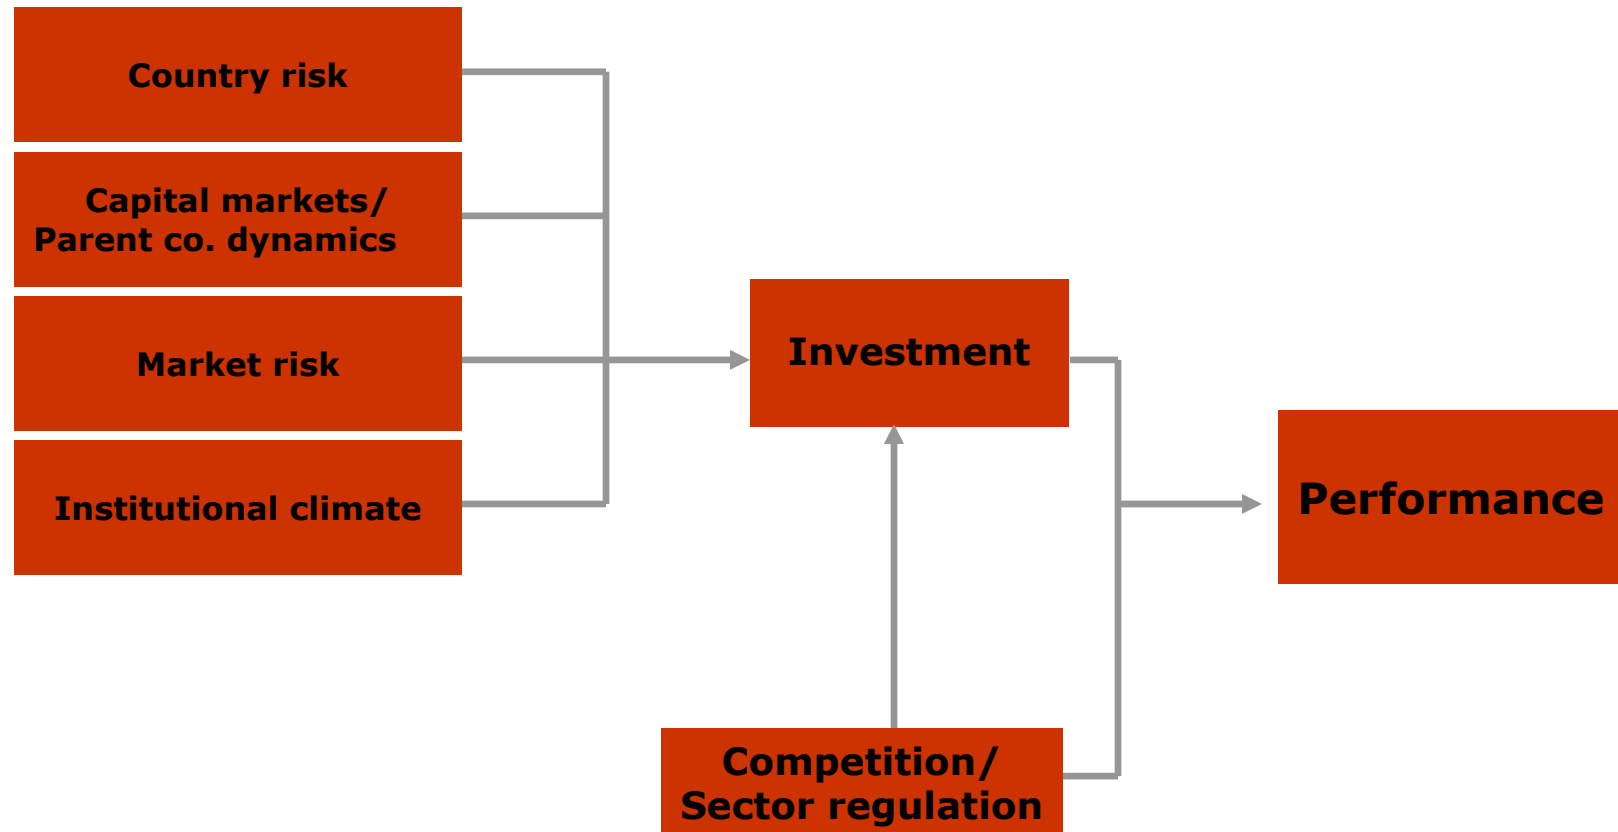 Country risk
Capital markets/
Parent co. dynamics
Market risk
Institutional climate
Investment
Performance
Competition/
Sector regulation